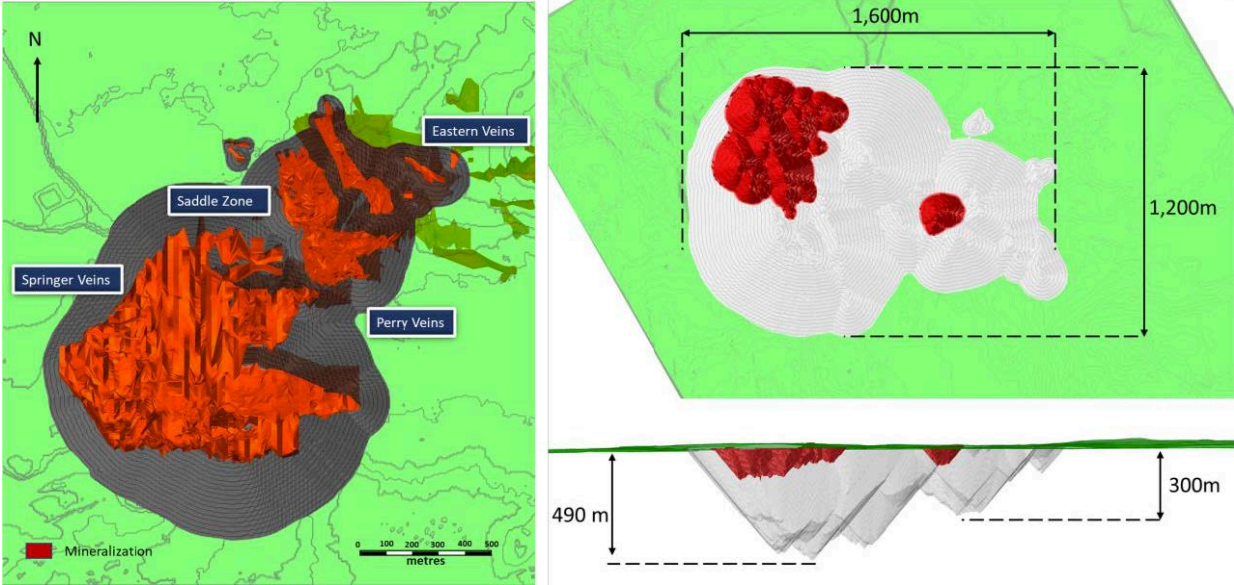 N
Eastern Veins
Saddle Zone
Springer Veins
Perry Veins
Mineralization
0 100 200 300 400 500
metres
1,600m
1,200m
490 m
300m